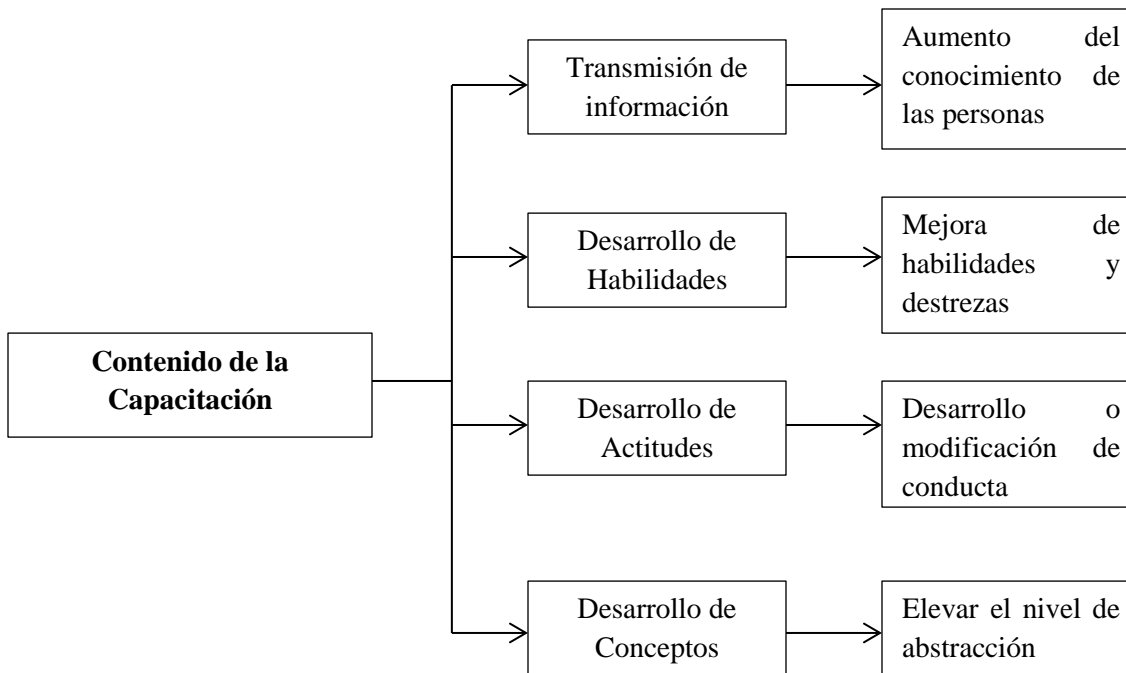 Transmisión de
información
Aumento del
conocimiento de
las personas
Desarrollo de
Habilidades
Mejora de
habilidades y
destrezas
Contenido de la
Capacitación
Desarrollo de
Actitudes
Desarrollo o
modificación de
conducta
Desarrollo de
Conceptos
Elevar el nivel de
abstracción